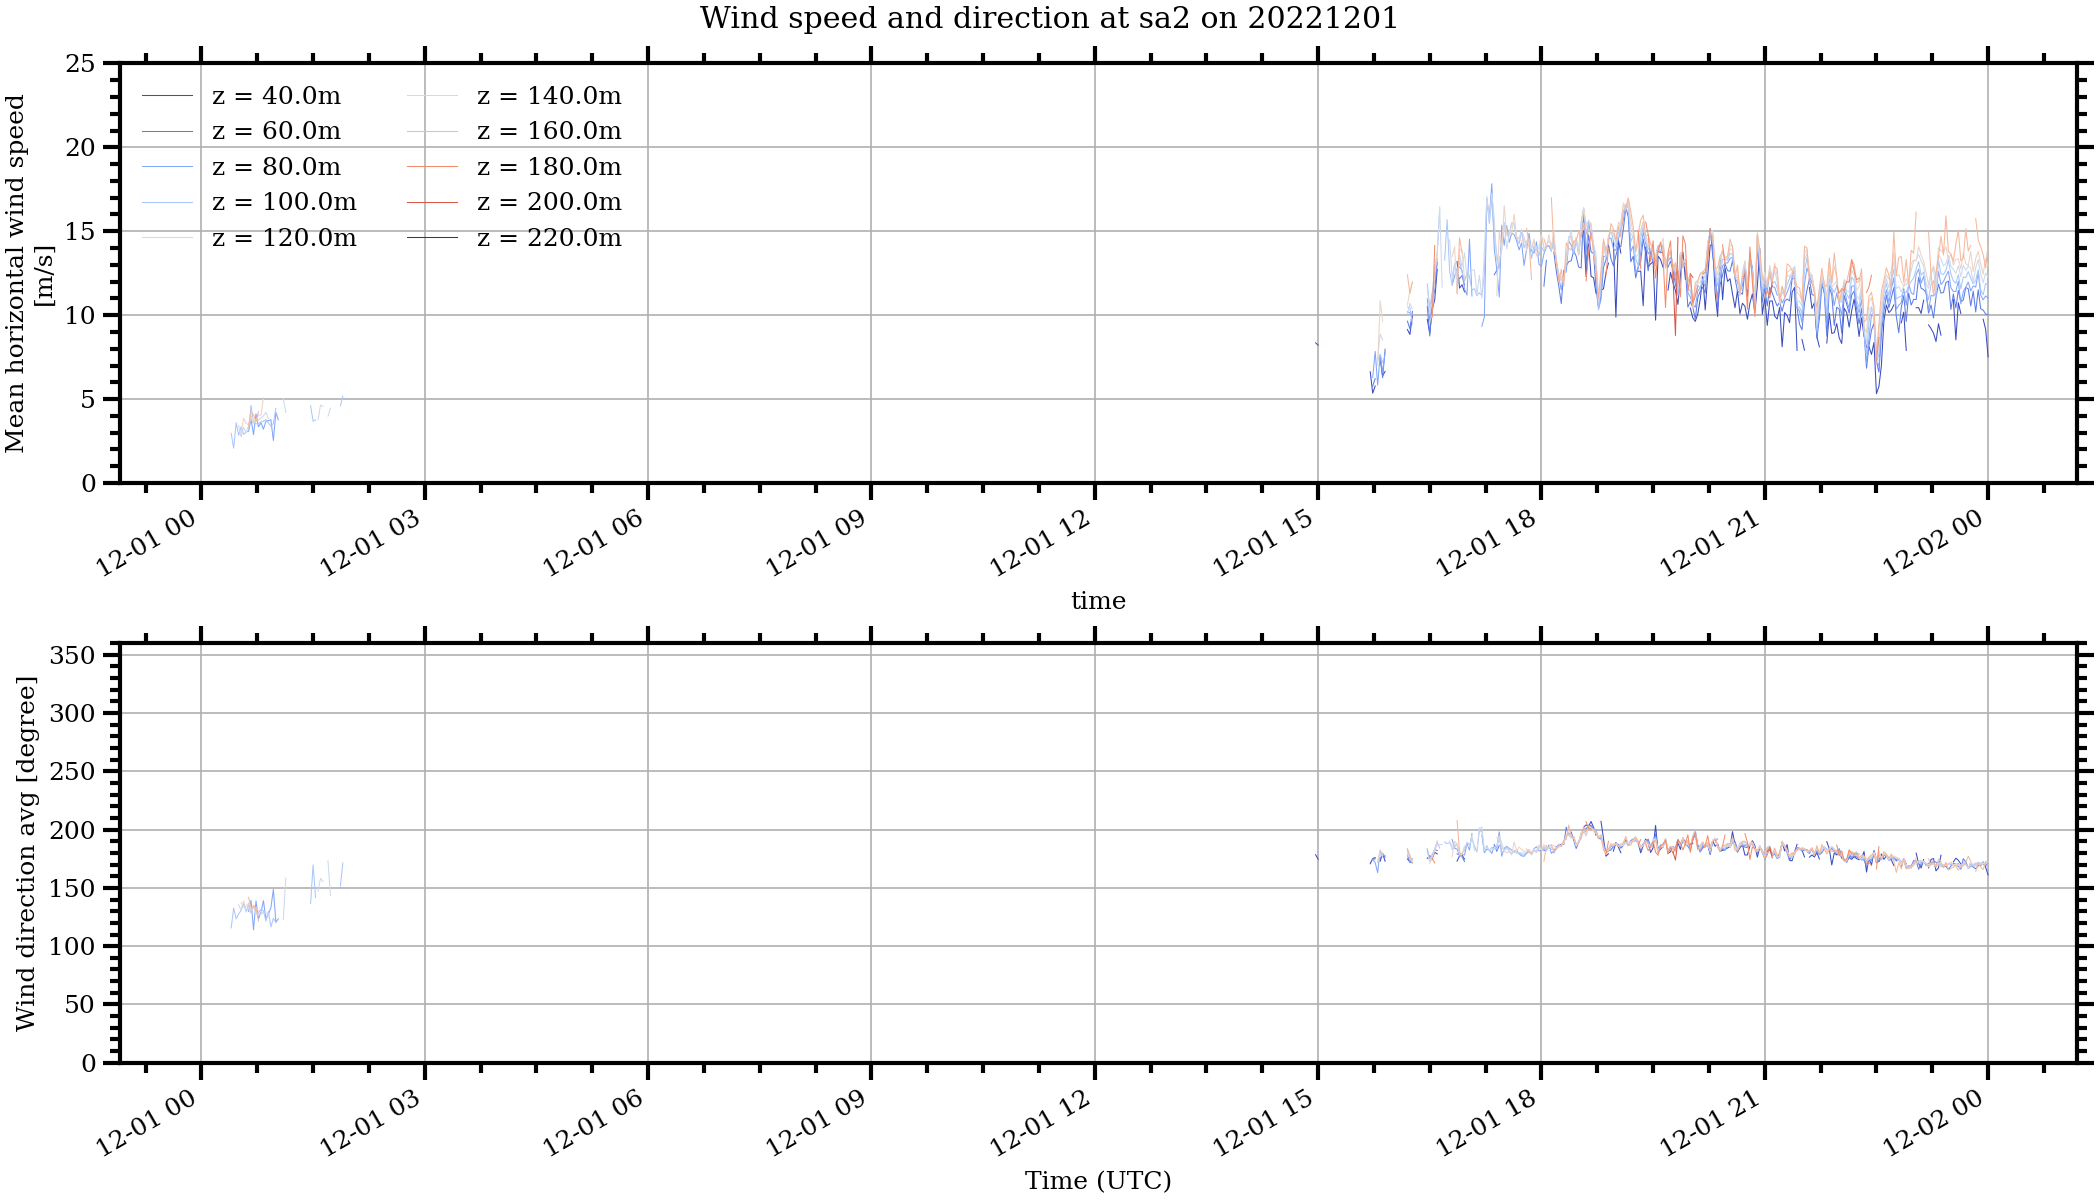 Wind speed and direction at sa2 on 20221201
Mean horizontal wind speed
[m/s]
25
20
15
10
5
0
z = 40.0m
z = 60.0m
z = 80.0m
z = 100.0m
z = 120.0m
z = 140.0m
z = 160.0m
z = 180.0m
z = 200.0m
z = 220.0m
12-01 00
12-01 03
12-01 06
12-01 09
12-01 12
12-01 15
12-01 18
12-01 21
12-02 00
time
Wind direction avg [degree]
350
300
250
200
150
100
50
0
12-01 00
12-01 03
12-01 06
12-01 09
12-01 12
12-01 15
12-01 18
12-01 21
12-02 00
Time (UTC)